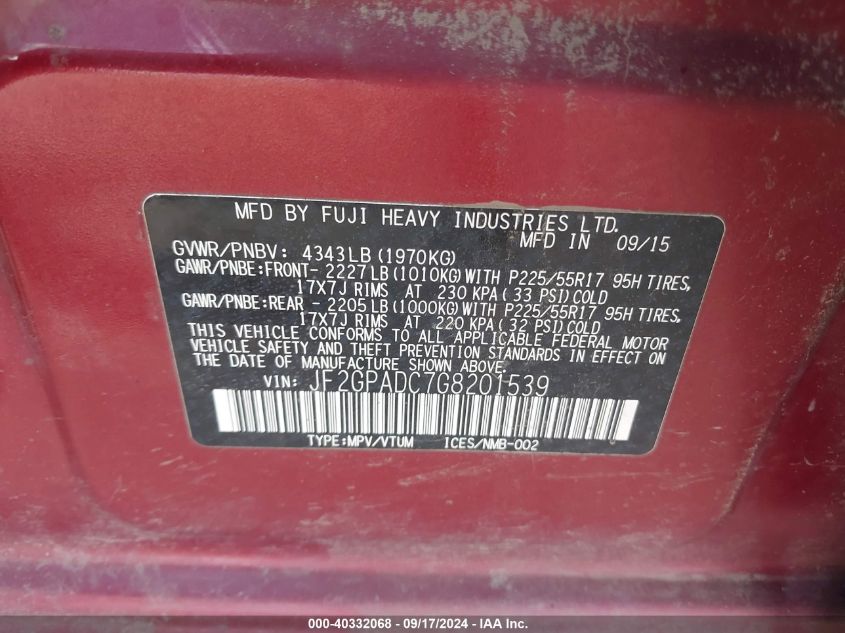 MFD BY FUJI HEAVY INDUSTRIES LTD.
MFD IN 09/15
GVWR/PNBV: 4343LB (1970KG)
GAWR/PNBE:FRONT- 2227LB(1010KG)WITH P225/55R17 95H TIRES,
17X7J RIMS AT 230 KPA(33 PSI)COLD
GAWR/PNBE:REAR - 2205LB(1000KG)WITH P225/55R17 95H TIRES,
17X7J RIMS AT 220 KPA(32 PSI)COLD
THIS VEHICLE CONFORMS TO ALL APPLICABLE FEDERAL MOTOR
VEHICLE SAFETY AND THEFT PREVENTION STANDARDS IN EFFECT ON
THE DATE OF MANUFACTURE SHOWN ABOVE.
VIN: JF2GPADC7G8201539
TYPE:MPV/VTUM ICES/NMB-002
000-40332068 - 09/17/2024 - IAA Inc.